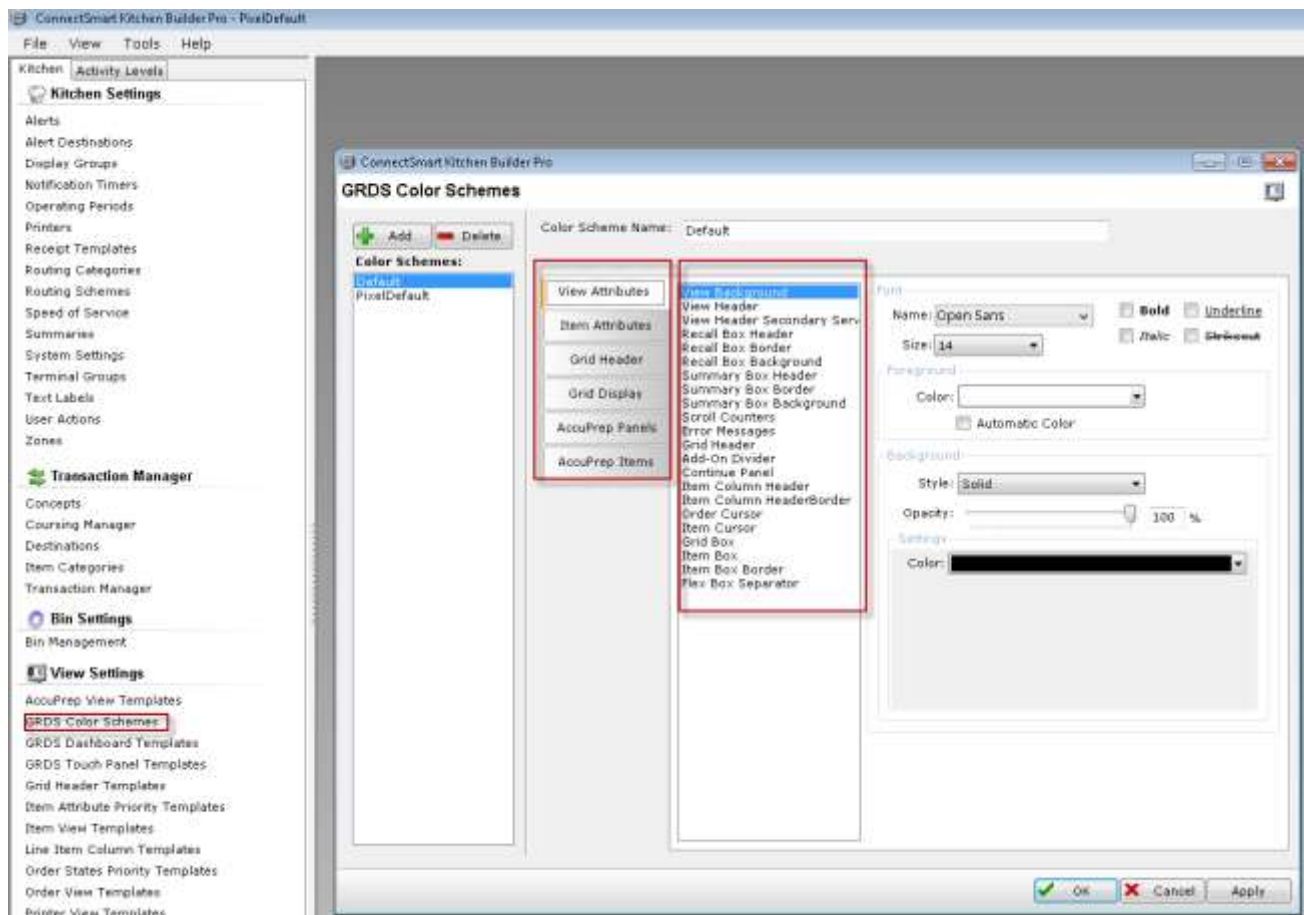 ConnectSmart Kitchen Builder Pro - PixelDefault
File View Tools Help
Kitchen Activity Levels
Kitchen Settings
Alerts
Alert Destinations
Display Groups
Notification Timers
Operating Periods
Printers
Receipt Templates
Routing Categories
Routing Schemes
Speed of Service
Summaries
System Settings
Terminal Groups
Text Labels
User Actions
Zones
Transaction Manager
Concepts
Coursing Manager
Destinations
Item Categories
Transaction Manager
Bin Settings
Bin Management
View Settings
AccuPrep View Templates
GRDS Color Schemes
GRDS Dashboard Templates
GRDS Touch Panel Templates
Grid Header Templates
Item Attribute Priority Templates
Item View Templates
Line Item Column Templates
Order States Priority Templates
Order View Templates
Printer View Templates
ConnectSmart Kitchen Builder Pro
GRDS Color Schemes
Add Delete
Color Schemes:
Default
PixelDefault
Color Scheme Name: Default
View Attributes
Item Attributes
Grid Header
Grid Display
AccuPrep Panels
AccuPrep Items
View Background
View Header
View Header Secondary Serv
Recall Box Header
Recall Box Border
Recall Box Background
Summary Box Header
Summary Box Border
Summary Box Background
Scroll Counters
Error Messages
Grid Header
Add-On Divider
Continue Panel
Item Column Header
Item Column HeaderBorder
Order Cursor
Item Cursor
Grid Box
Item Box
Item Box Border
Flex Box Separator
Font
Name: Open Sans Bold Underline
Size: 14 Italic Strikeout
Foreground
Color:
Automatic Color
Background
Style: Solid
Opacity: 100 %
Settings
Color:
OK Cancel Apply